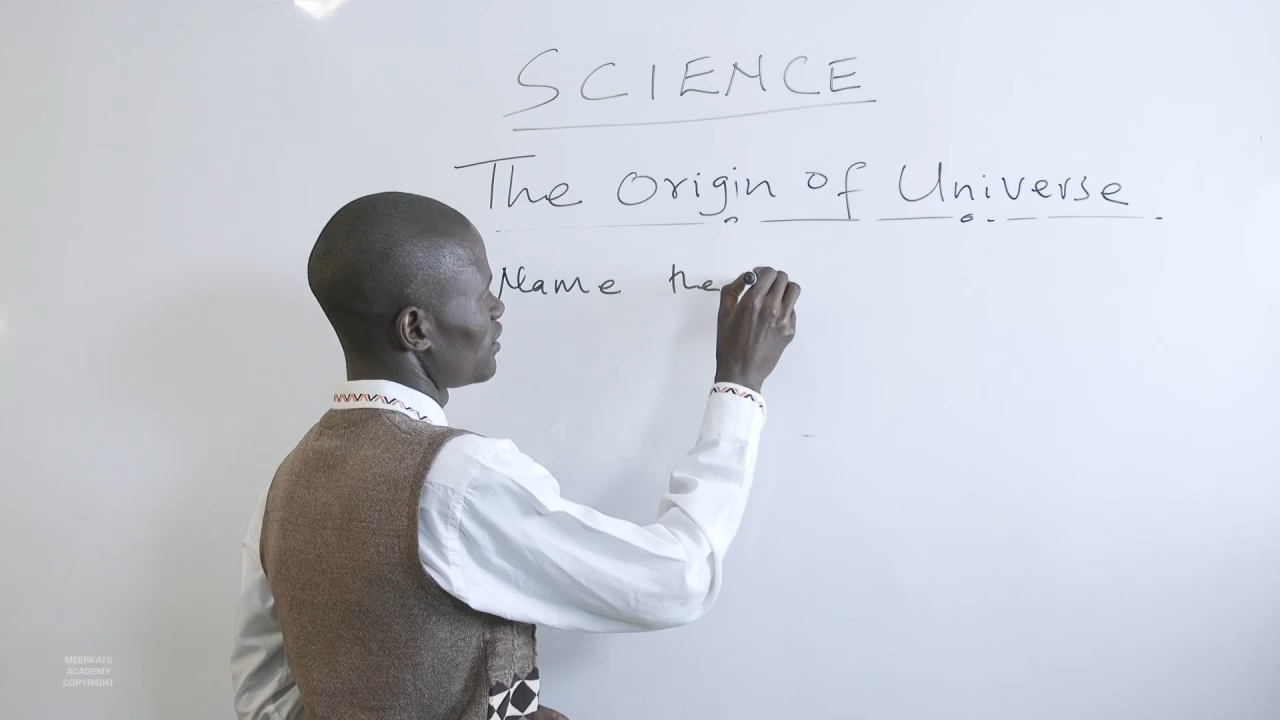 SCIENCE
The Origin of Universe
Name the
MEERKATS
ACADEMY
COPYRIGHT